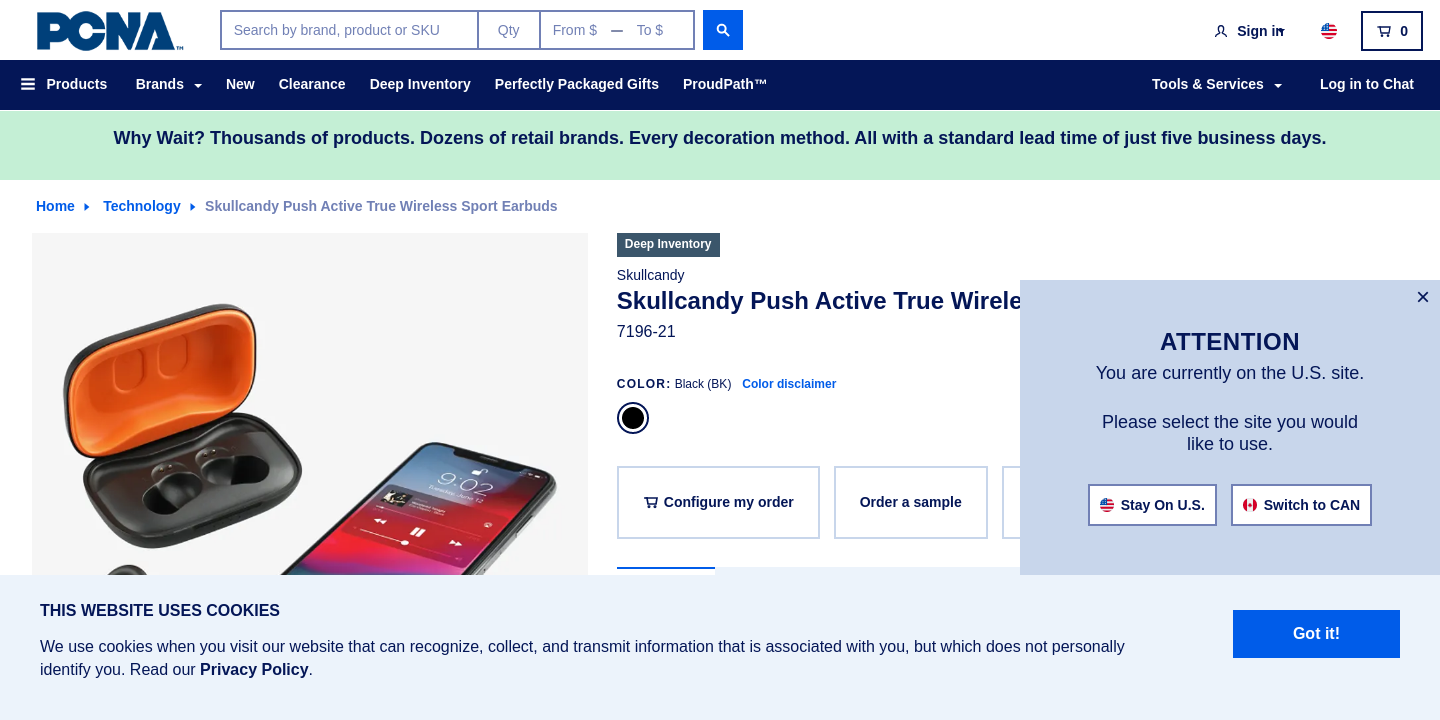 PCNA™
Search by brand, product or SKU
Qty
From $ — To $
Sign in
0
Products
Brands
New
Clearance
Deep Inventory
Perfectly Packaged Gifts
ProudPath™
Tools & Services
Log in to Chat
Why Wait? Thousands of products. Dozens of retail brands. Every decoration method. All with a standard lead time of just five business days.
Home
Technology
Skullcandy Push Active True Wireless Sport Earbuds
Deep Inventory
Skullcandy
Skullcandy Push Active True Wirele
7196-21
COLOR: Black (BK) Color disclaimer
9:02
Tuesday, June 12
Configure my order
Order a sample
×
ATTENTION
You are currently on the U.S. site.
Please select the site you would
like to use.
Stay On U.S.
Switch to CAN
THIS WEBSITE USES COOKIES
We use cookies when you visit our website that can recognize, collect, and transmit information that is associated with you, but which does not personally
identify you. Read our Privacy Policy.
Got it!